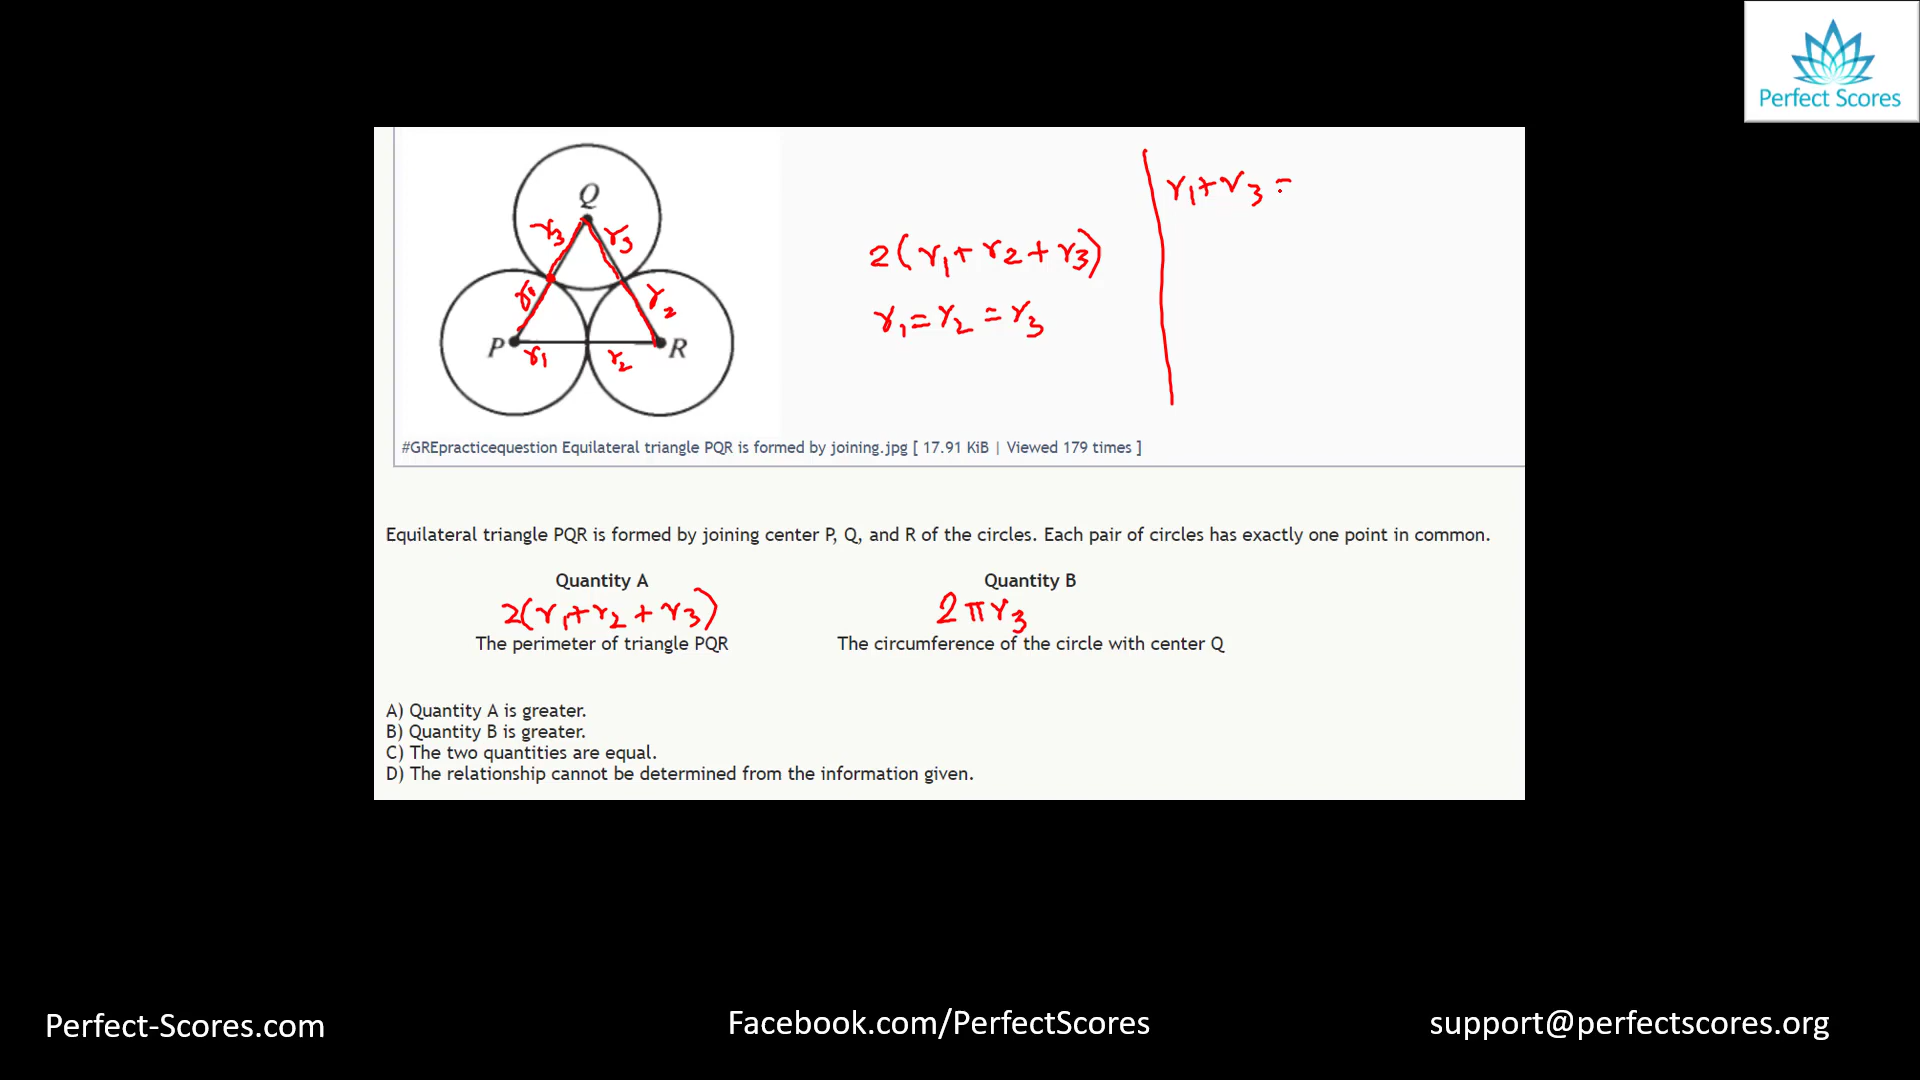 Perfect Scores
Q
r3 r3
r1 r2
P R
r1 r2
2(r1+r2+r3)
r1=r2=r3
r1+r3=
#GREpracticequestion Equilateral triangle PQR is formed by joining.jpg [ 17.91 KiB | Viewed 179 times ]
Equilateral triangle PQR is formed by joining center P, Q, and R of the circles. Each pair of circles has exactly one point in common.
Quantity A Quantity B
2(r1+r2+r3) 2πr3
The perimeter of triangle PQR The circumference of the circle with center Q
A) Quantity A is greater.
B) Quantity B is greater.
C) The two quantities are equal.
D) The relationship cannot be determined from the information given.
Perfect-Scores.com Facebook.com/PerfectScores support@perfectscores.org